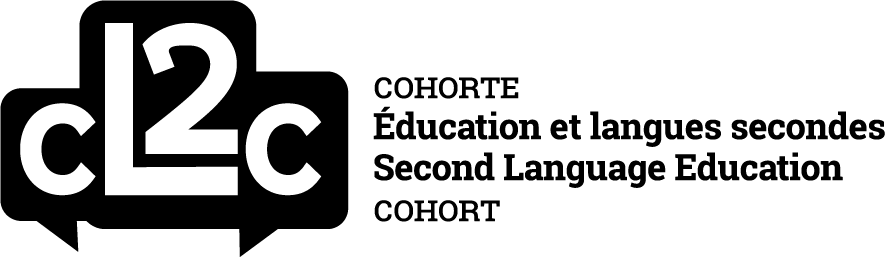 cL2c
COHORTE
Éducation et langues secondes
Second Language Education
COHORT